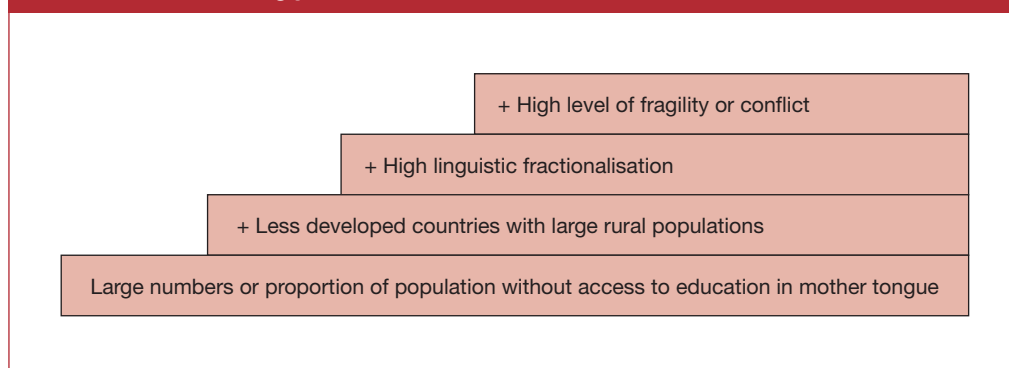 + High level of fragility or conflict
+ High linguistic fractionalisation
+ Less developed countries with large rural populations
Large numbers or proportion of population without access to education in mother tongue